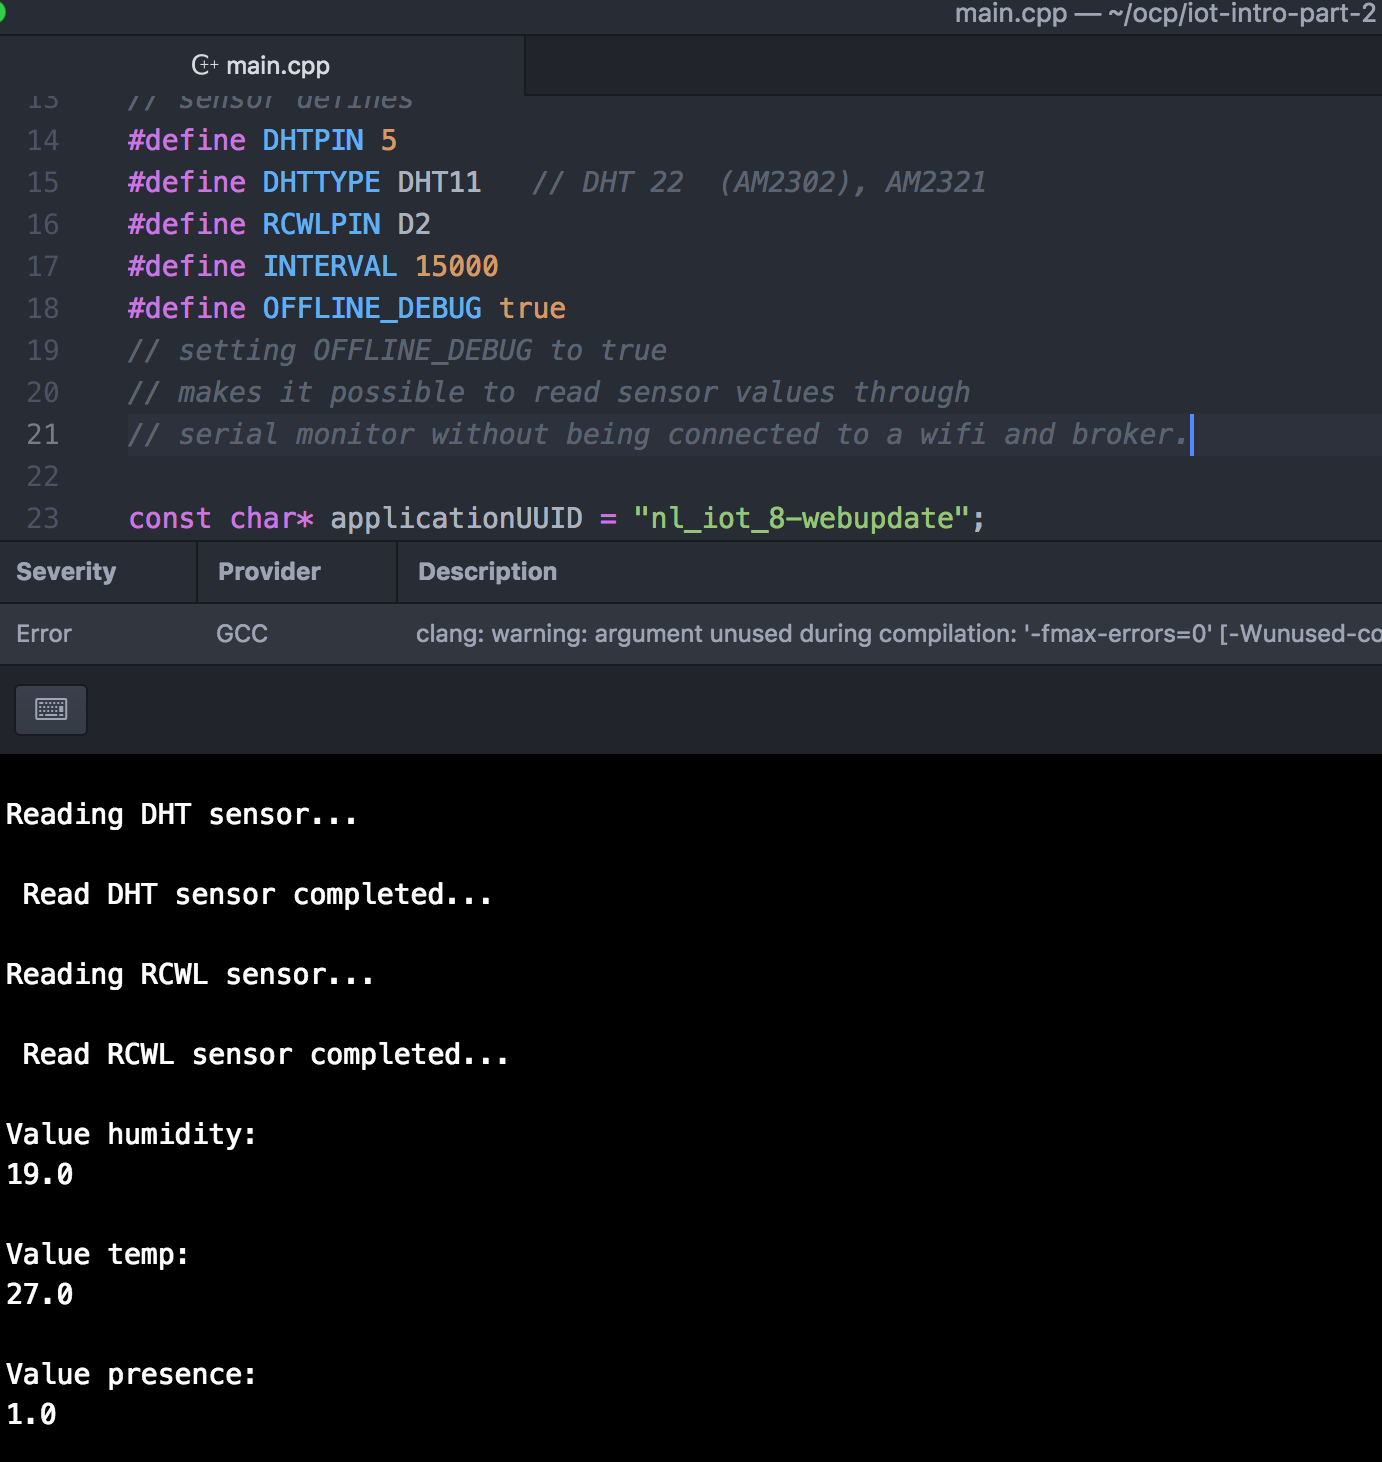 main.cpp — ~/ocp/iot-intro-part-2
C++ main.cpp
13 // sensor defines
14 #define DHTPIN 5
15 #define DHTTYPE DHT11 // DHT 22 (AM2302), AM2321
16 #define RCWLPIN D2
17 #define INTERVAL 15000
18 #define OFFLINE_DEBUG true
19 // setting OFFLINE_DEBUG to true
20 // makes it possible to read sensor values through
21 // serial monitor without being connected to a wifi and broker.
22
23 const char* applicationUUID = "nl_iot_8-webupdate";
Severity Provider Description
Error GCC clang: warning: argument unused during compilation: '-fmax-errors=0' [-Wunused-co
Reading DHT sensor...
Read DHT sensor completed...
Reading RCWL sensor...
Read RCWL sensor completed...
Value humidity:
19.0
Value temp:
27.0
Value presence:
1.0